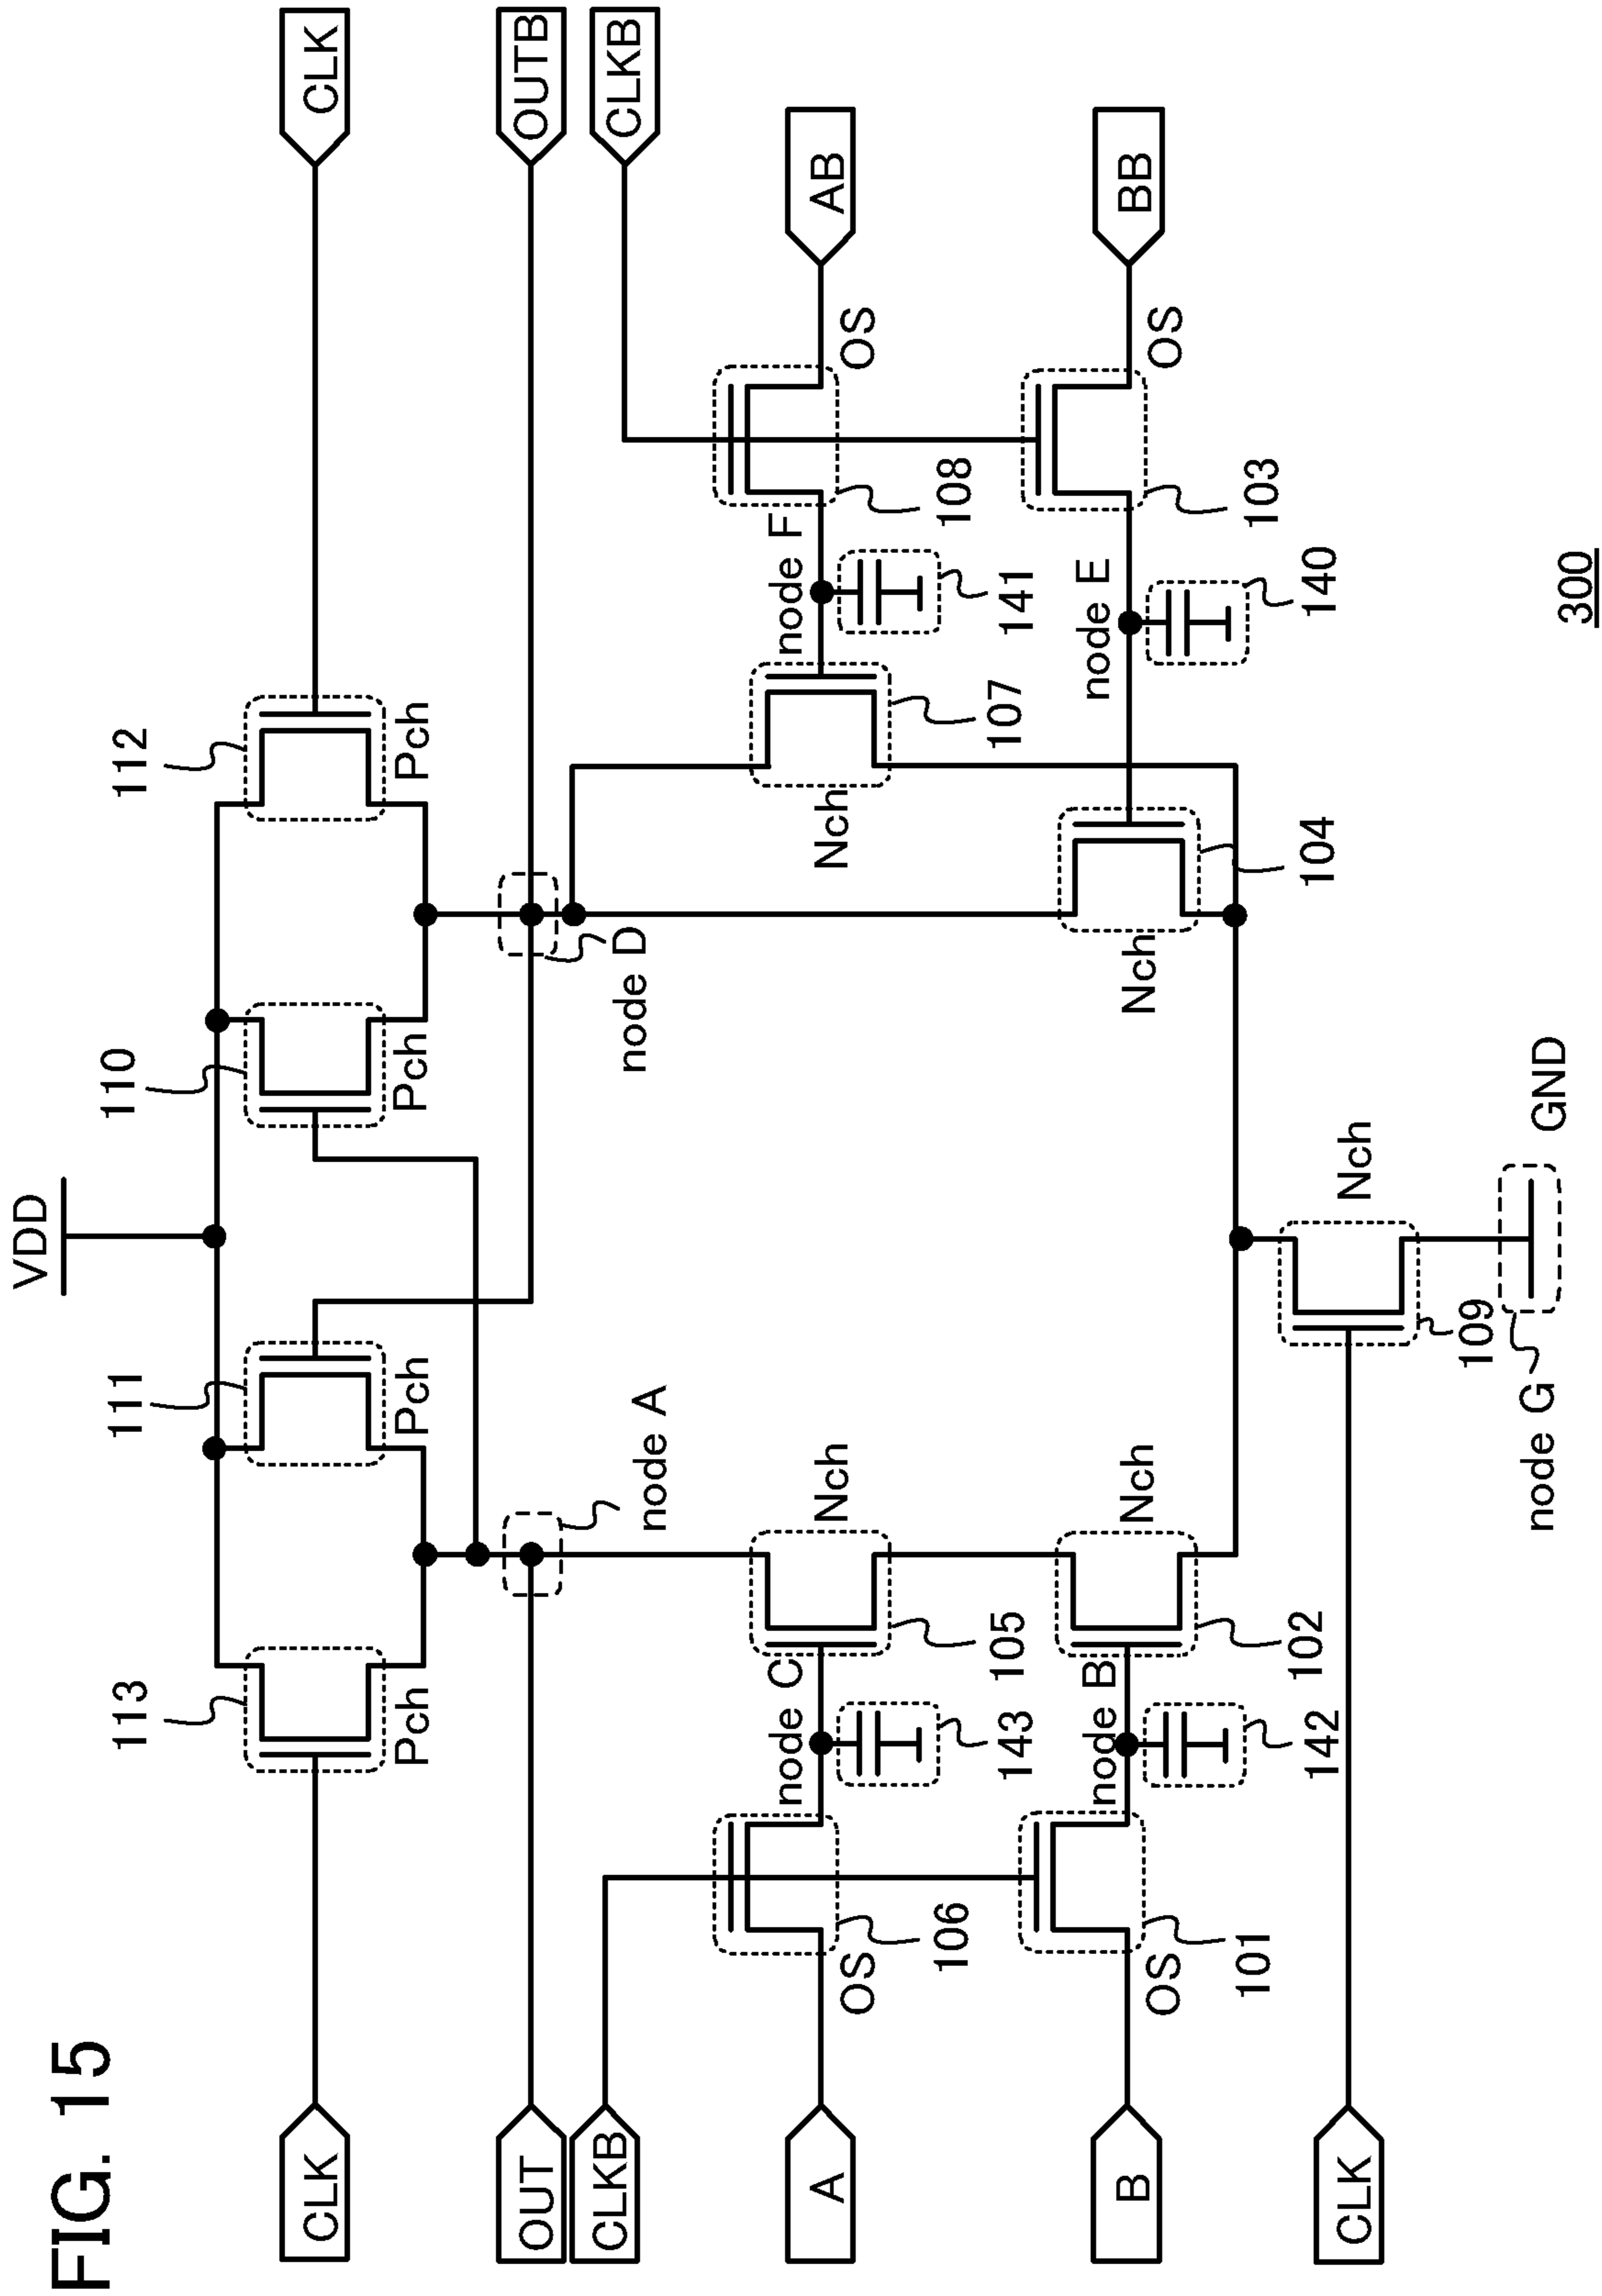 FIG. 15
VDD
113
111
110
112
CLK
Pch
Pch
Pch
Pch
CLK
OUT
node A
node D
OUTB
CLKB
CLKB
A
OS
106
node C
143
105
Nch
Nch
107
node F
141
108
OS
AB
B
OS
101
node B
142
102
Nch
Nch
104
node E
140
103
OS
BB
CLK
109
Nch
node G
GND
300